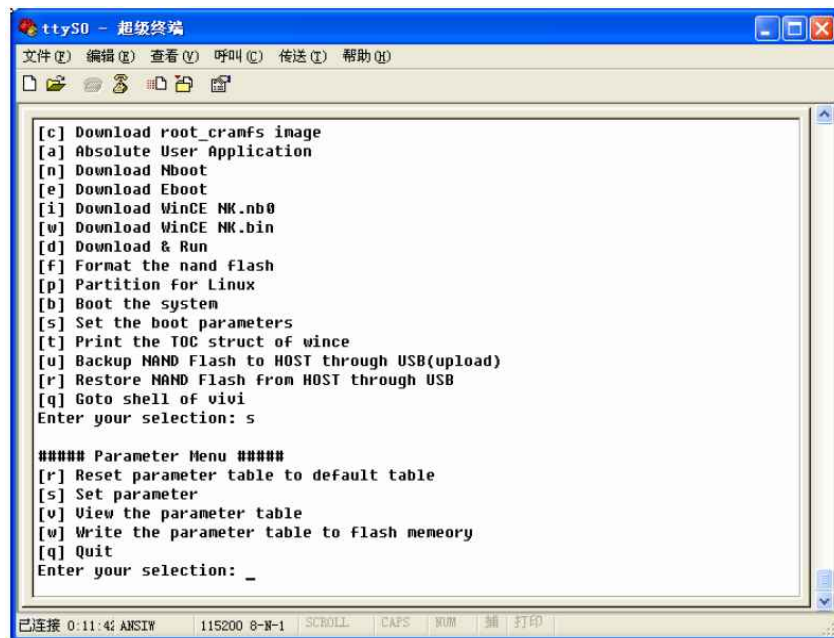 ttyS0 - 超级终端
文件(F) 编辑(E) 查看(V) 呼叫(C) 传送(T) 帮助(H)
[c] Download root_cramfs image
[a] Absolute User Application
[n] Download Nboot
[e] Download Eboot
[i] Download WinCE NK.nb0
[w] Download WinCE NK.bin
[d] Download & Run
[f] Format the nand flash
[p] Partition for Linux
[b] Boot the system
[s] Set the boot parameters
[t] Print the TOC struct of wince
[u] Backup NAND Flash to HOST through USB(upload)
[r] Restore NAND Flash from HOST through USB
[q] Goto shell of vivi
Enter your selection: s
##### Parameter Menu #####
[r] Reset parameter table to default table
[s] Set parameter
[v] View the parameter table
[w] Write the parameter table to flash memeory
[q] Quit
Enter your selection: _
已连接 0:11:42 ANSIW 115200 8-N-1 SCROLL CAPS NUM 捕 打印